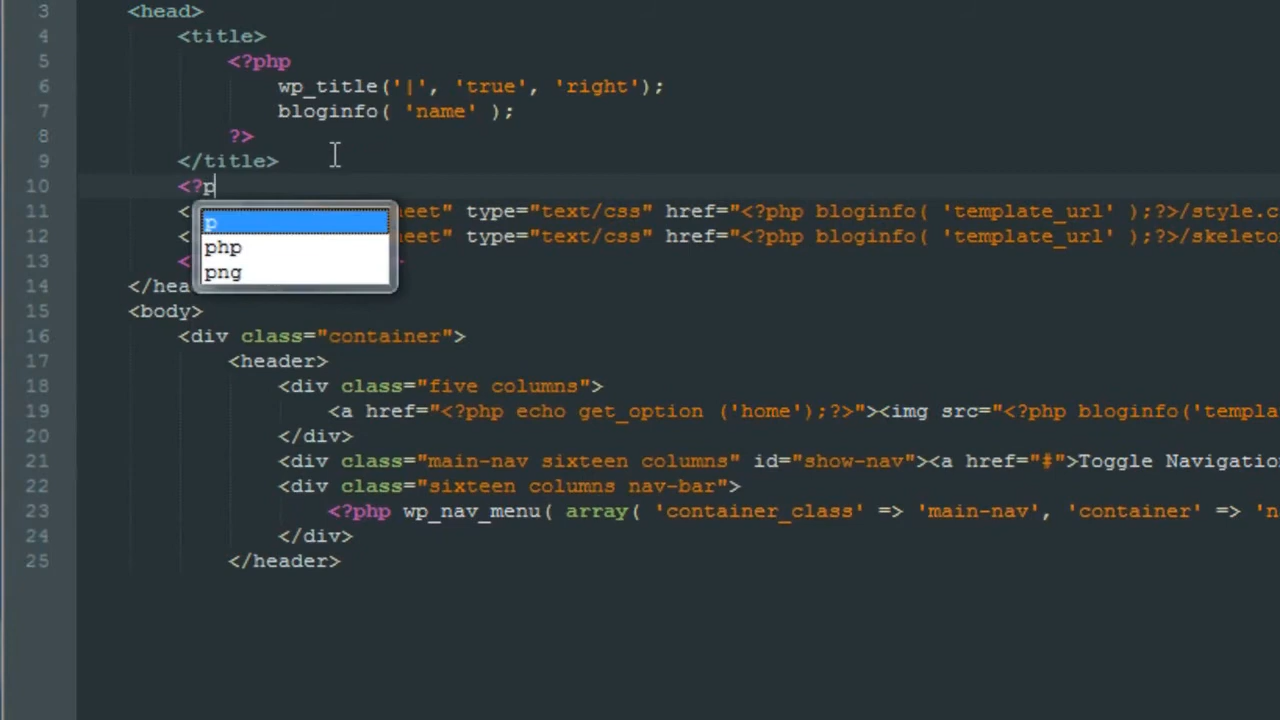 3 <head>
4 <title>
5 <?php
6 wp_title('|', 'true', 'right');
7 bloginfo( 'name' );
8 ?>
9 </title>
10 <?p
p
php
png
11 < eet" type="text/css" href="<?php bloginfo( 'template_url' );?>/style.c
12 < eet" type="text/css" href="<?php bloginfo( 'template_url' );?>/skeleto
13 <
14 </hea
15 <body>
16 <div class="container">
17 <header>
18 <div class="five columns">
19 <a href="<?php echo get_option ('home');?>"><img src="<?php bloginfo('templa
20 </div>
21 <div class="main-nav sixteen columns" id="show-nav"><a href="#">Toggle Navigatio
22 <div class="sixteen columns nav-bar">
23 <?php wp_nav_menu( array( 'container_class' => 'main-nav', 'container' => 'n
24 </div>
25 </header>